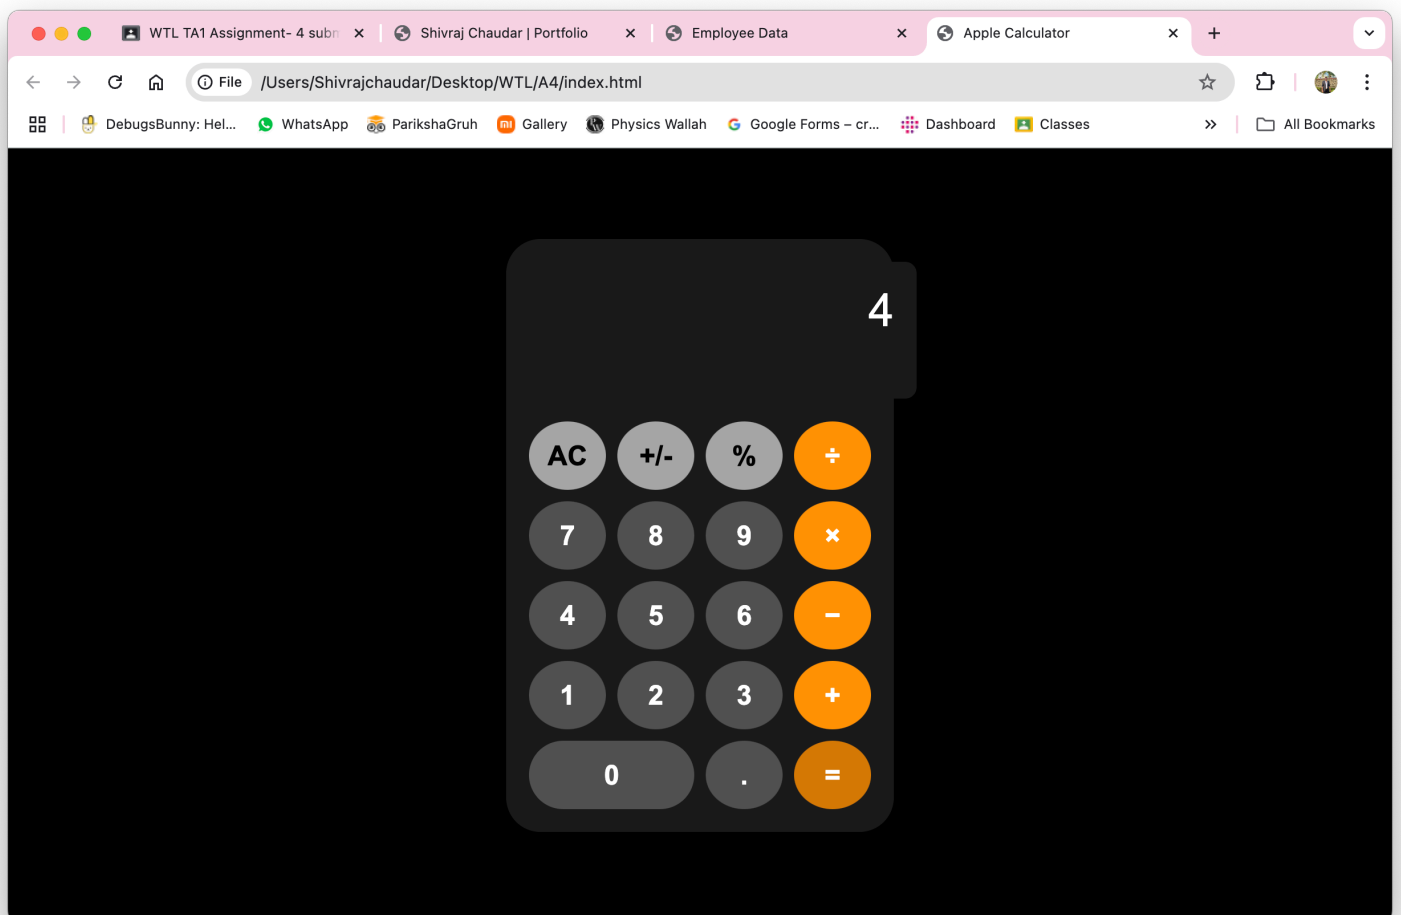 WTL TA1 Assignment- 4 subn
Shivraj Chaudar | Portfolio
Employee Data
Apple Calculator
File
/Users/Shivrajchaudar/Desktop/WTL/A4/index.html
DebugsBunny: Hel...
WhatsApp
ParikshaGruh
Gallery
Physics Wallah
Google Forms – cr...
Dashboard
Classes
All Bookmarks
4
AC +/- % ÷
7 8 9 ×
4 5 6 −
1 2 3 +
0 . =